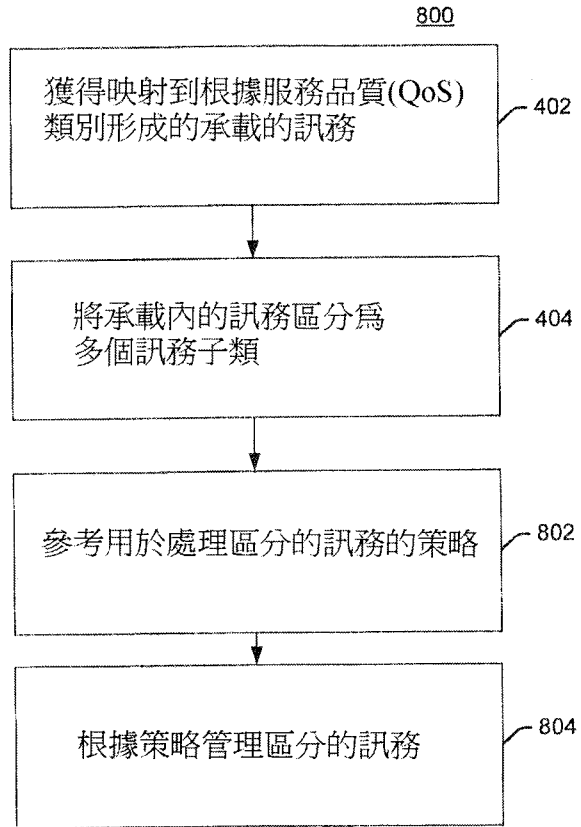 800
獲得映射到根據服務品質(QoS)
類別形成的承載的訊務
402
將承載內的訊務區分爲
多個訊務子類
404
參考用於處理區分的訊務的策略
802
根據策略管理區分的訊務
804